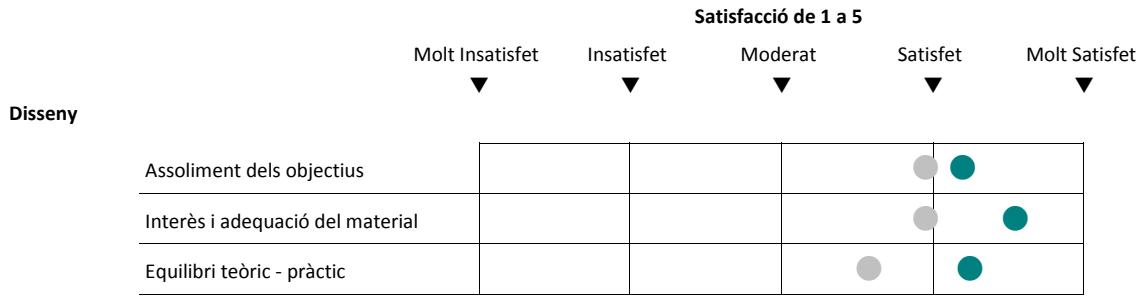 Satisfacció de 1 a 5
Molt Insatisfet Insatisfet Moderat Satisfet Molt Satisfet
Disseny
Assoliment dels objectius
Interès i adequació del material
Equilibri teòric - pràctic